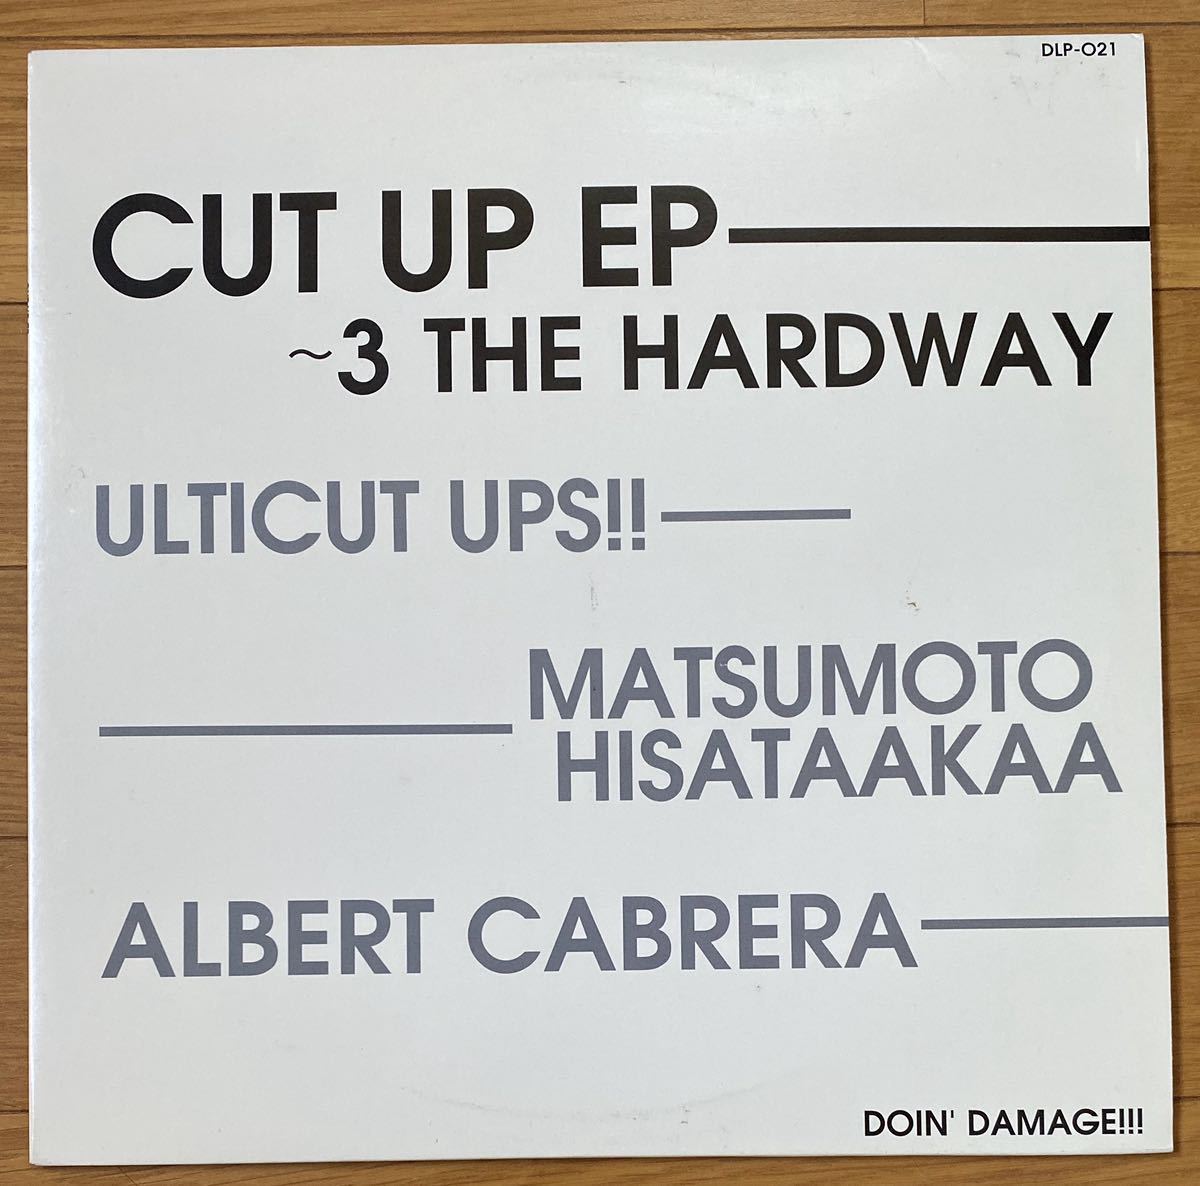 DLP-021
CUT UP EP
~3 THE HARDWAY
ULTICUT UPS!!
MATSUMOTO
HISATAAKAA
ALBERT CABRERA
DOIN' DAMAGE!!!